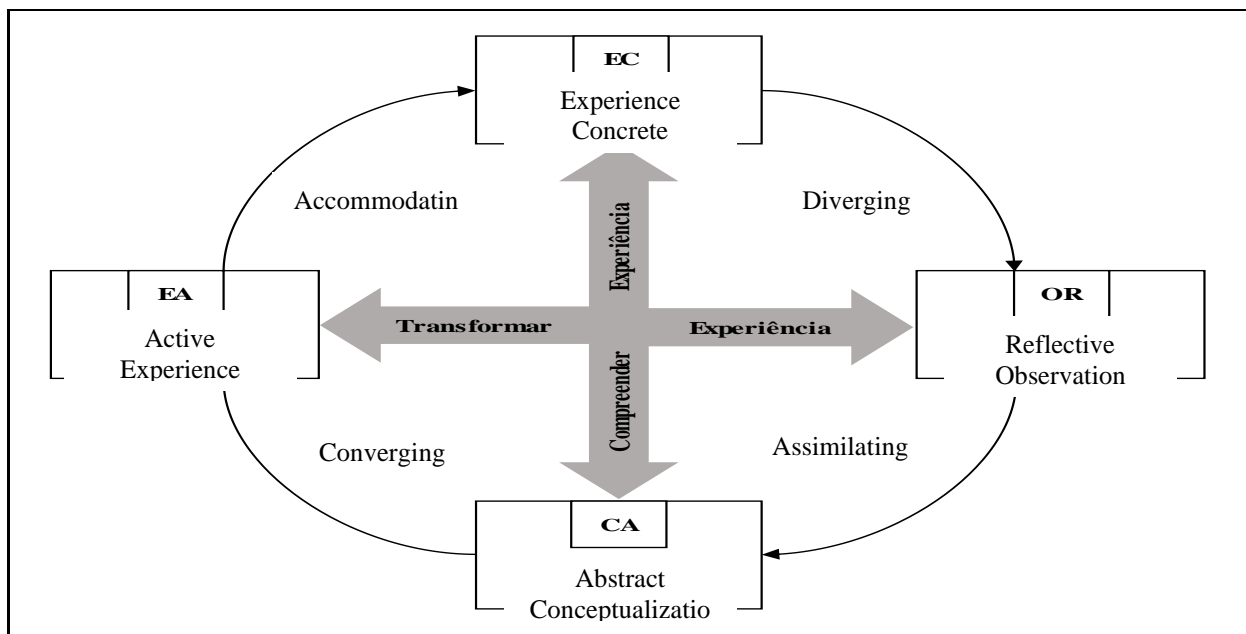 EC
Experience
Concrete
Accommodatin
Diverging
Experiência
EA
Active
Experience
Transformar
Experiência
OR
Reflective
Observation
Compreender
Converging
Assimilating
CA
Abstract
Conceptualizatio